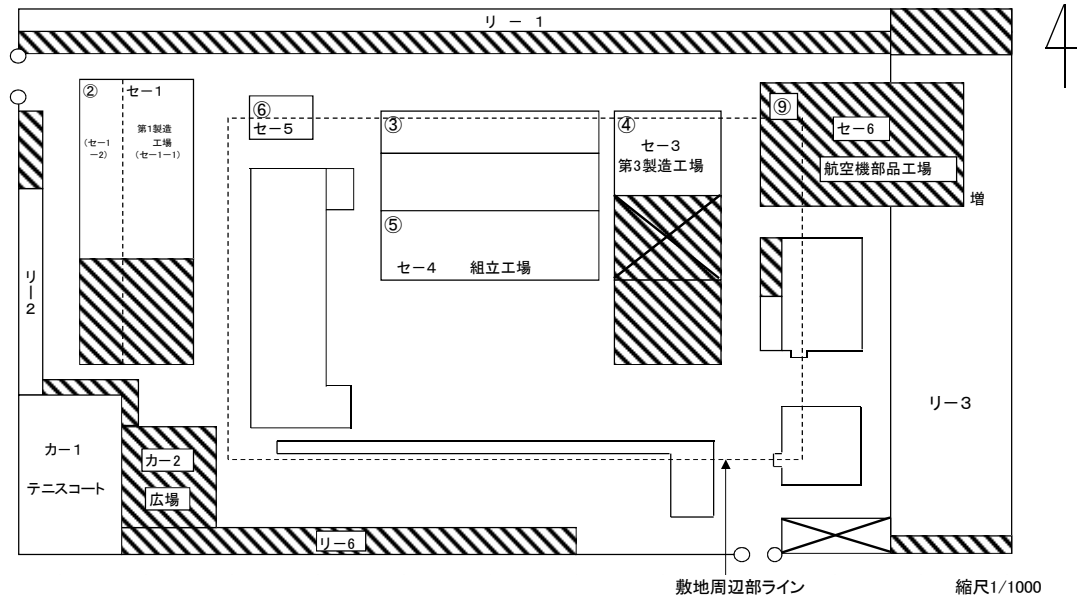 リー1
②
セー1
第1製造
工場
(セー1ー1)
(セー1
ー2)
⑥
セー5
③
④
セー3
第3製造工場
⑨
セー6
航空機部品工場
増
⑤
セー4 組立工場
リー2
リー3
カー1
テニスコート
カー2
広場
リー6
敷地周辺部ライン
縮尺1/1000